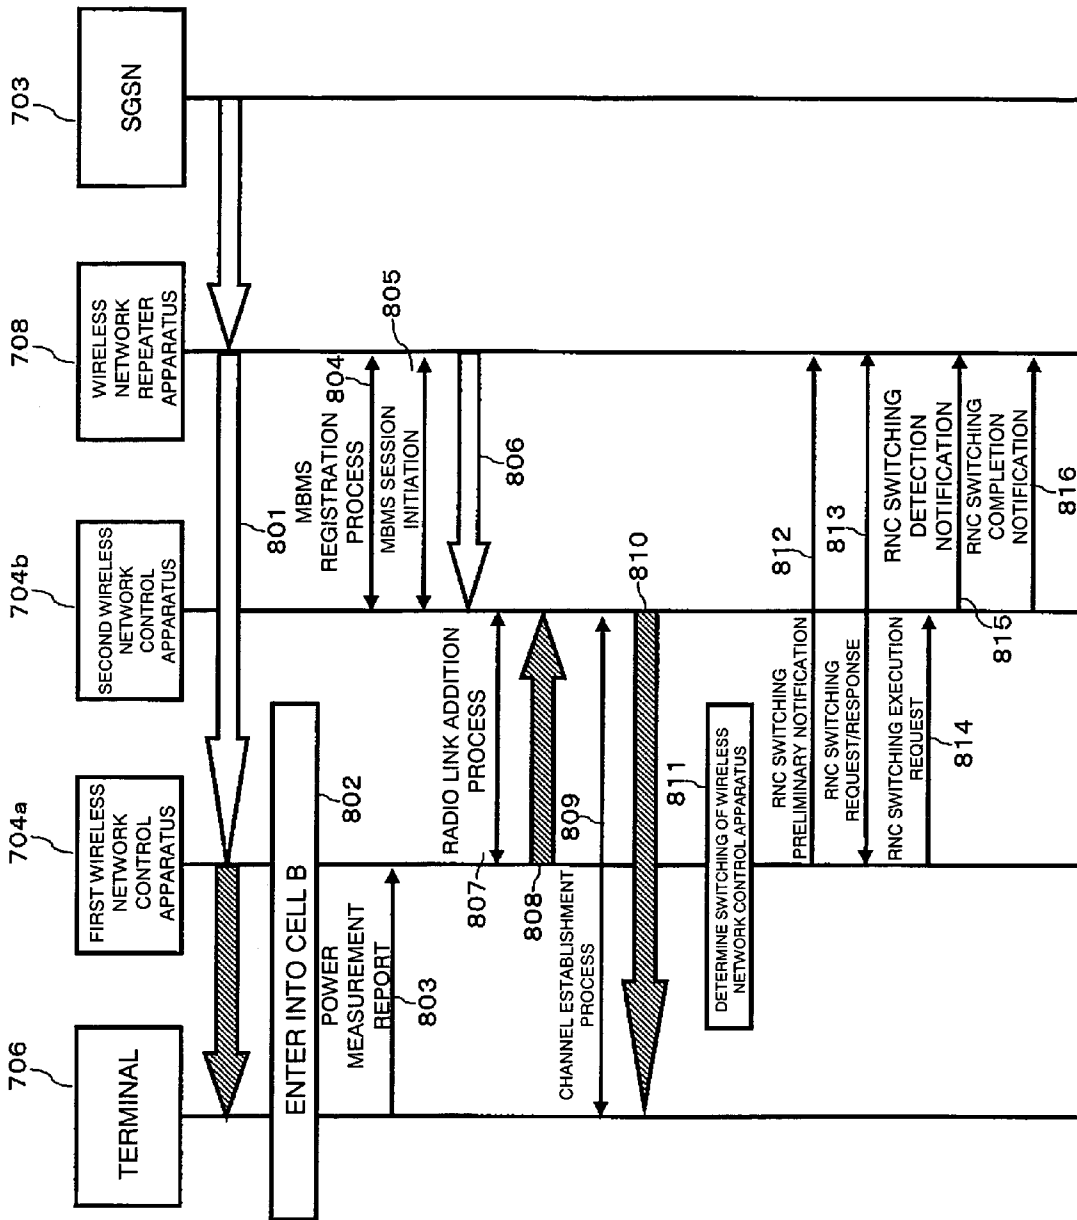 706
TERMINAL
704a
FIRST WIRELESS
NETWORK
CONTROL
APPARATUS
704b
SECOND WIRELESS
NETWORK
CONTROL
APPARATUS
708
WIRELESS
NETWORK
REPEATER
APPARATUS
703
SGSN
801
ENTER INTO CELL B
802
POWER
MEASUREMENT
REPORT
803
MBMS
REGISTRATION
PROCESS
804
MBMS SESSION
INITIATION
805
806
RADIO LINK ADDITION
PROCESS
807
808
CHANNEL ESTABLISHMENT
PROCESS
809
810
DETERMINE SWITCHING OF WIRELESS
NETWORK CONTROL APPARATUS
811
RNC SWITCHING
PRELIMINARY NOTIFICATION
812
RNC SWITCHING
REQUEST/RESPONSE
813
RNC SWITCHING EXECUTION
REQUEST
814
RNC SWITCHING
DETECTION
NOTIFICATION
815
RNC SWITCHING
COMPLETION
NOTIFICATION
816